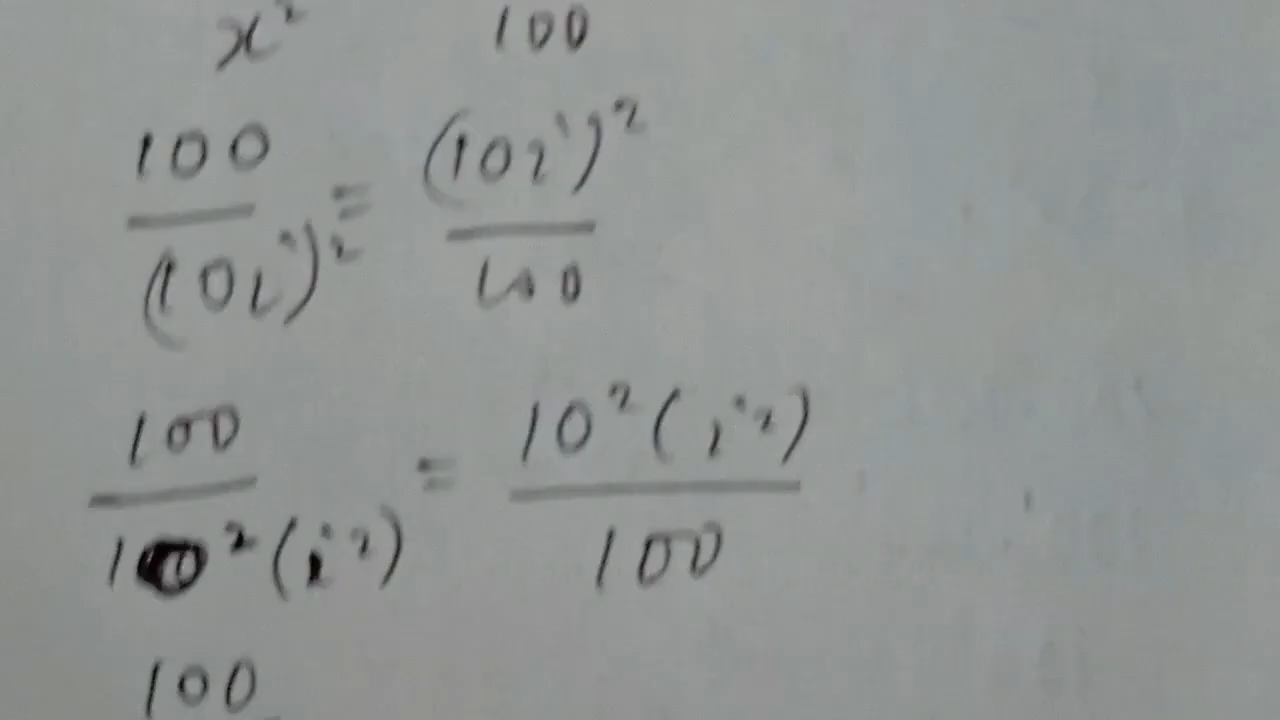 x² 100
100 (10i)²
――― = ―――
(10i)² 100
100 10²(i²)
――― = ―――
10²(i²) 100
100